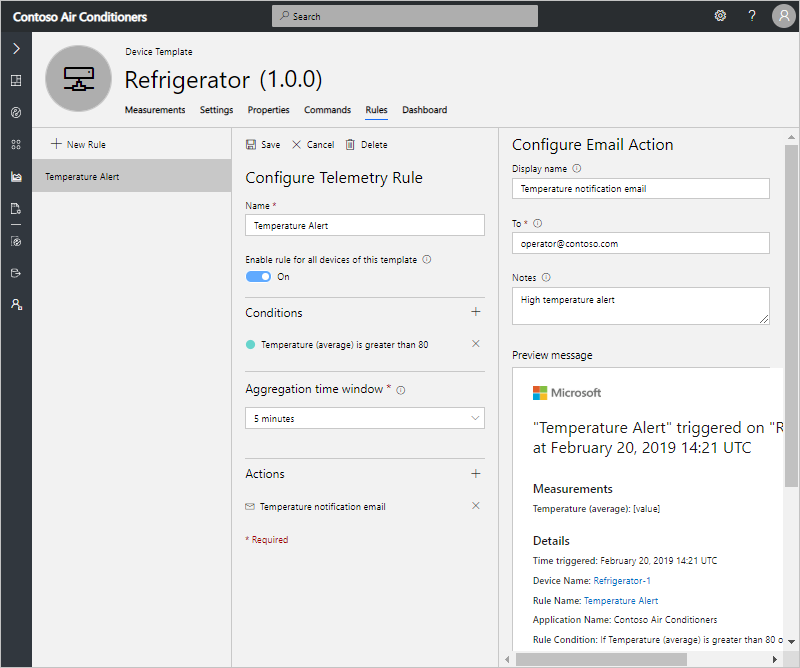 Contoso Air Conditioners
Search
?
Device Template
Refrigerator (1.0.0)
Measurements Settings Properties Commands Rules Dashboard
New Rule
Temperature Alert
Save Cancel Delete
Configure Telemetry Rule
Name *
Temperature Alert
Enable rule for all devices of this template
On
Conditions
Temperature (average) is greater than 80
Aggregation time window *
5 minutes
Actions
Temperature notification email
* Required
Configure Email Action
Display name
Temperature notification email
To *
operator@contoso.com
Notes
High temperature alert
Preview message
Microsoft
"Temperature Alert" triggered on "R
at February 20, 2019 14:21 UTC
Measurements
Temperature (average): [value]
Details
Time triggered: February 20, 2019 14:21 UTC
Device Name: Refrigerator-1
Rule Name: Temperature Alert
Application Name: Contoso Air Conditioners
Rule Condition: If Temperature (average) is greater than 80 o